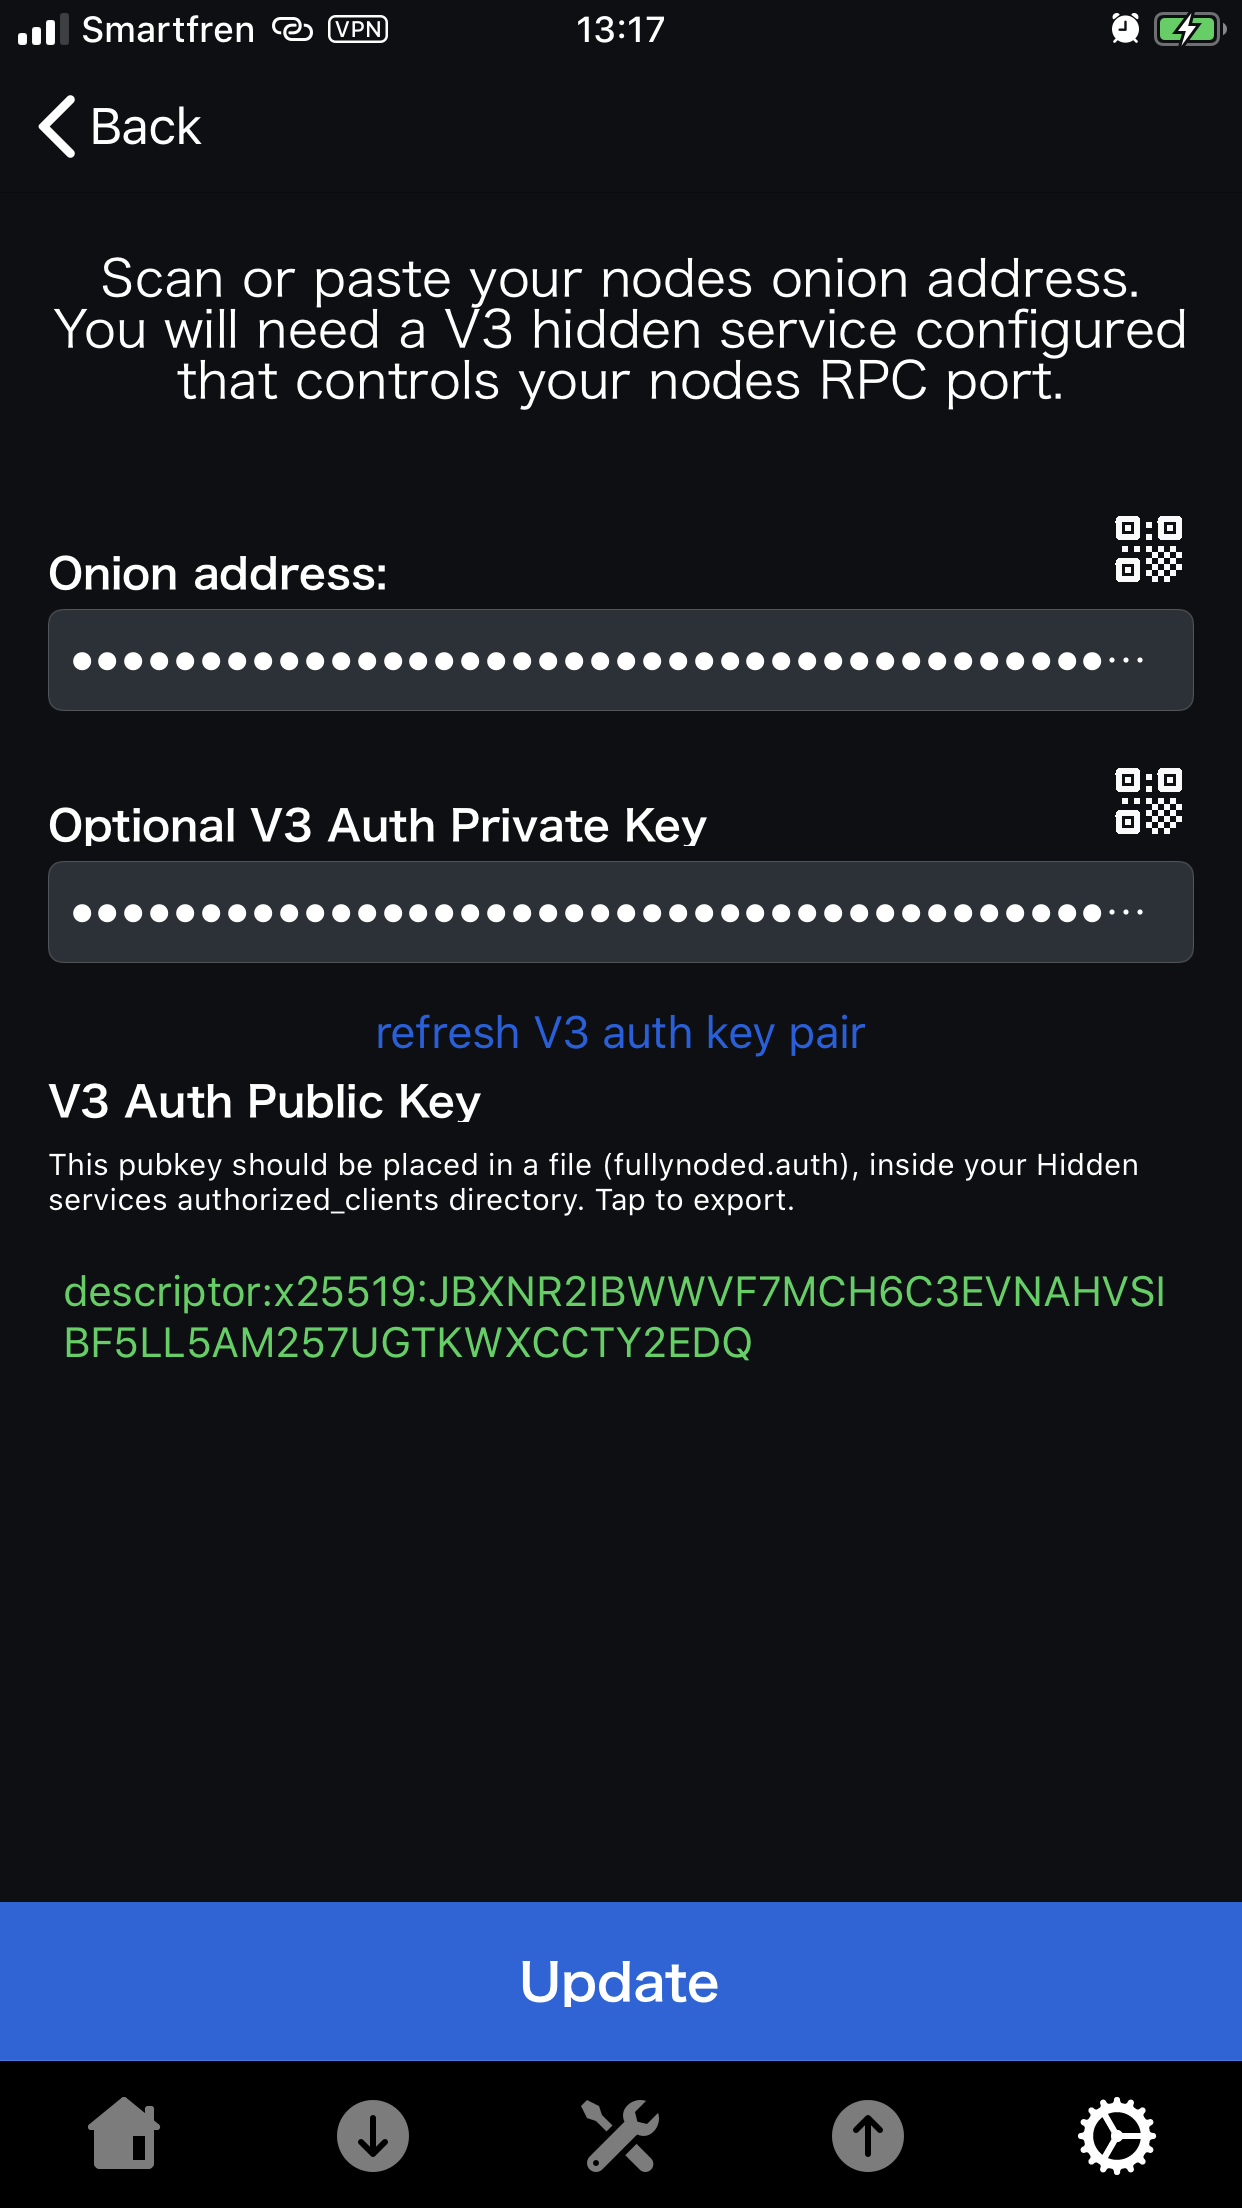 Smartfren VPN 13:17
Back
Scan or paste your nodes onion address.
You will need a V3 hidden service configured
that controls your nodes RPC port.
Onion address:
••••••••••••••••••••••••••••••••••••••••…
Optional V3 Auth Private Key
••••••••••••••••••••••••••••••••••••••••…
refresh V3 auth key pair
V3 Auth Public Key
This pubkey should be placed in a file (fullynoded.auth), inside your Hidden
services authorized_clients directory. Tap to export.
descriptor:x25519:JBXNR2IBWWVF7MCH6C3EVNAHVSI
BF5LL5AM257UGTKWXCCTY2EDQ
Update